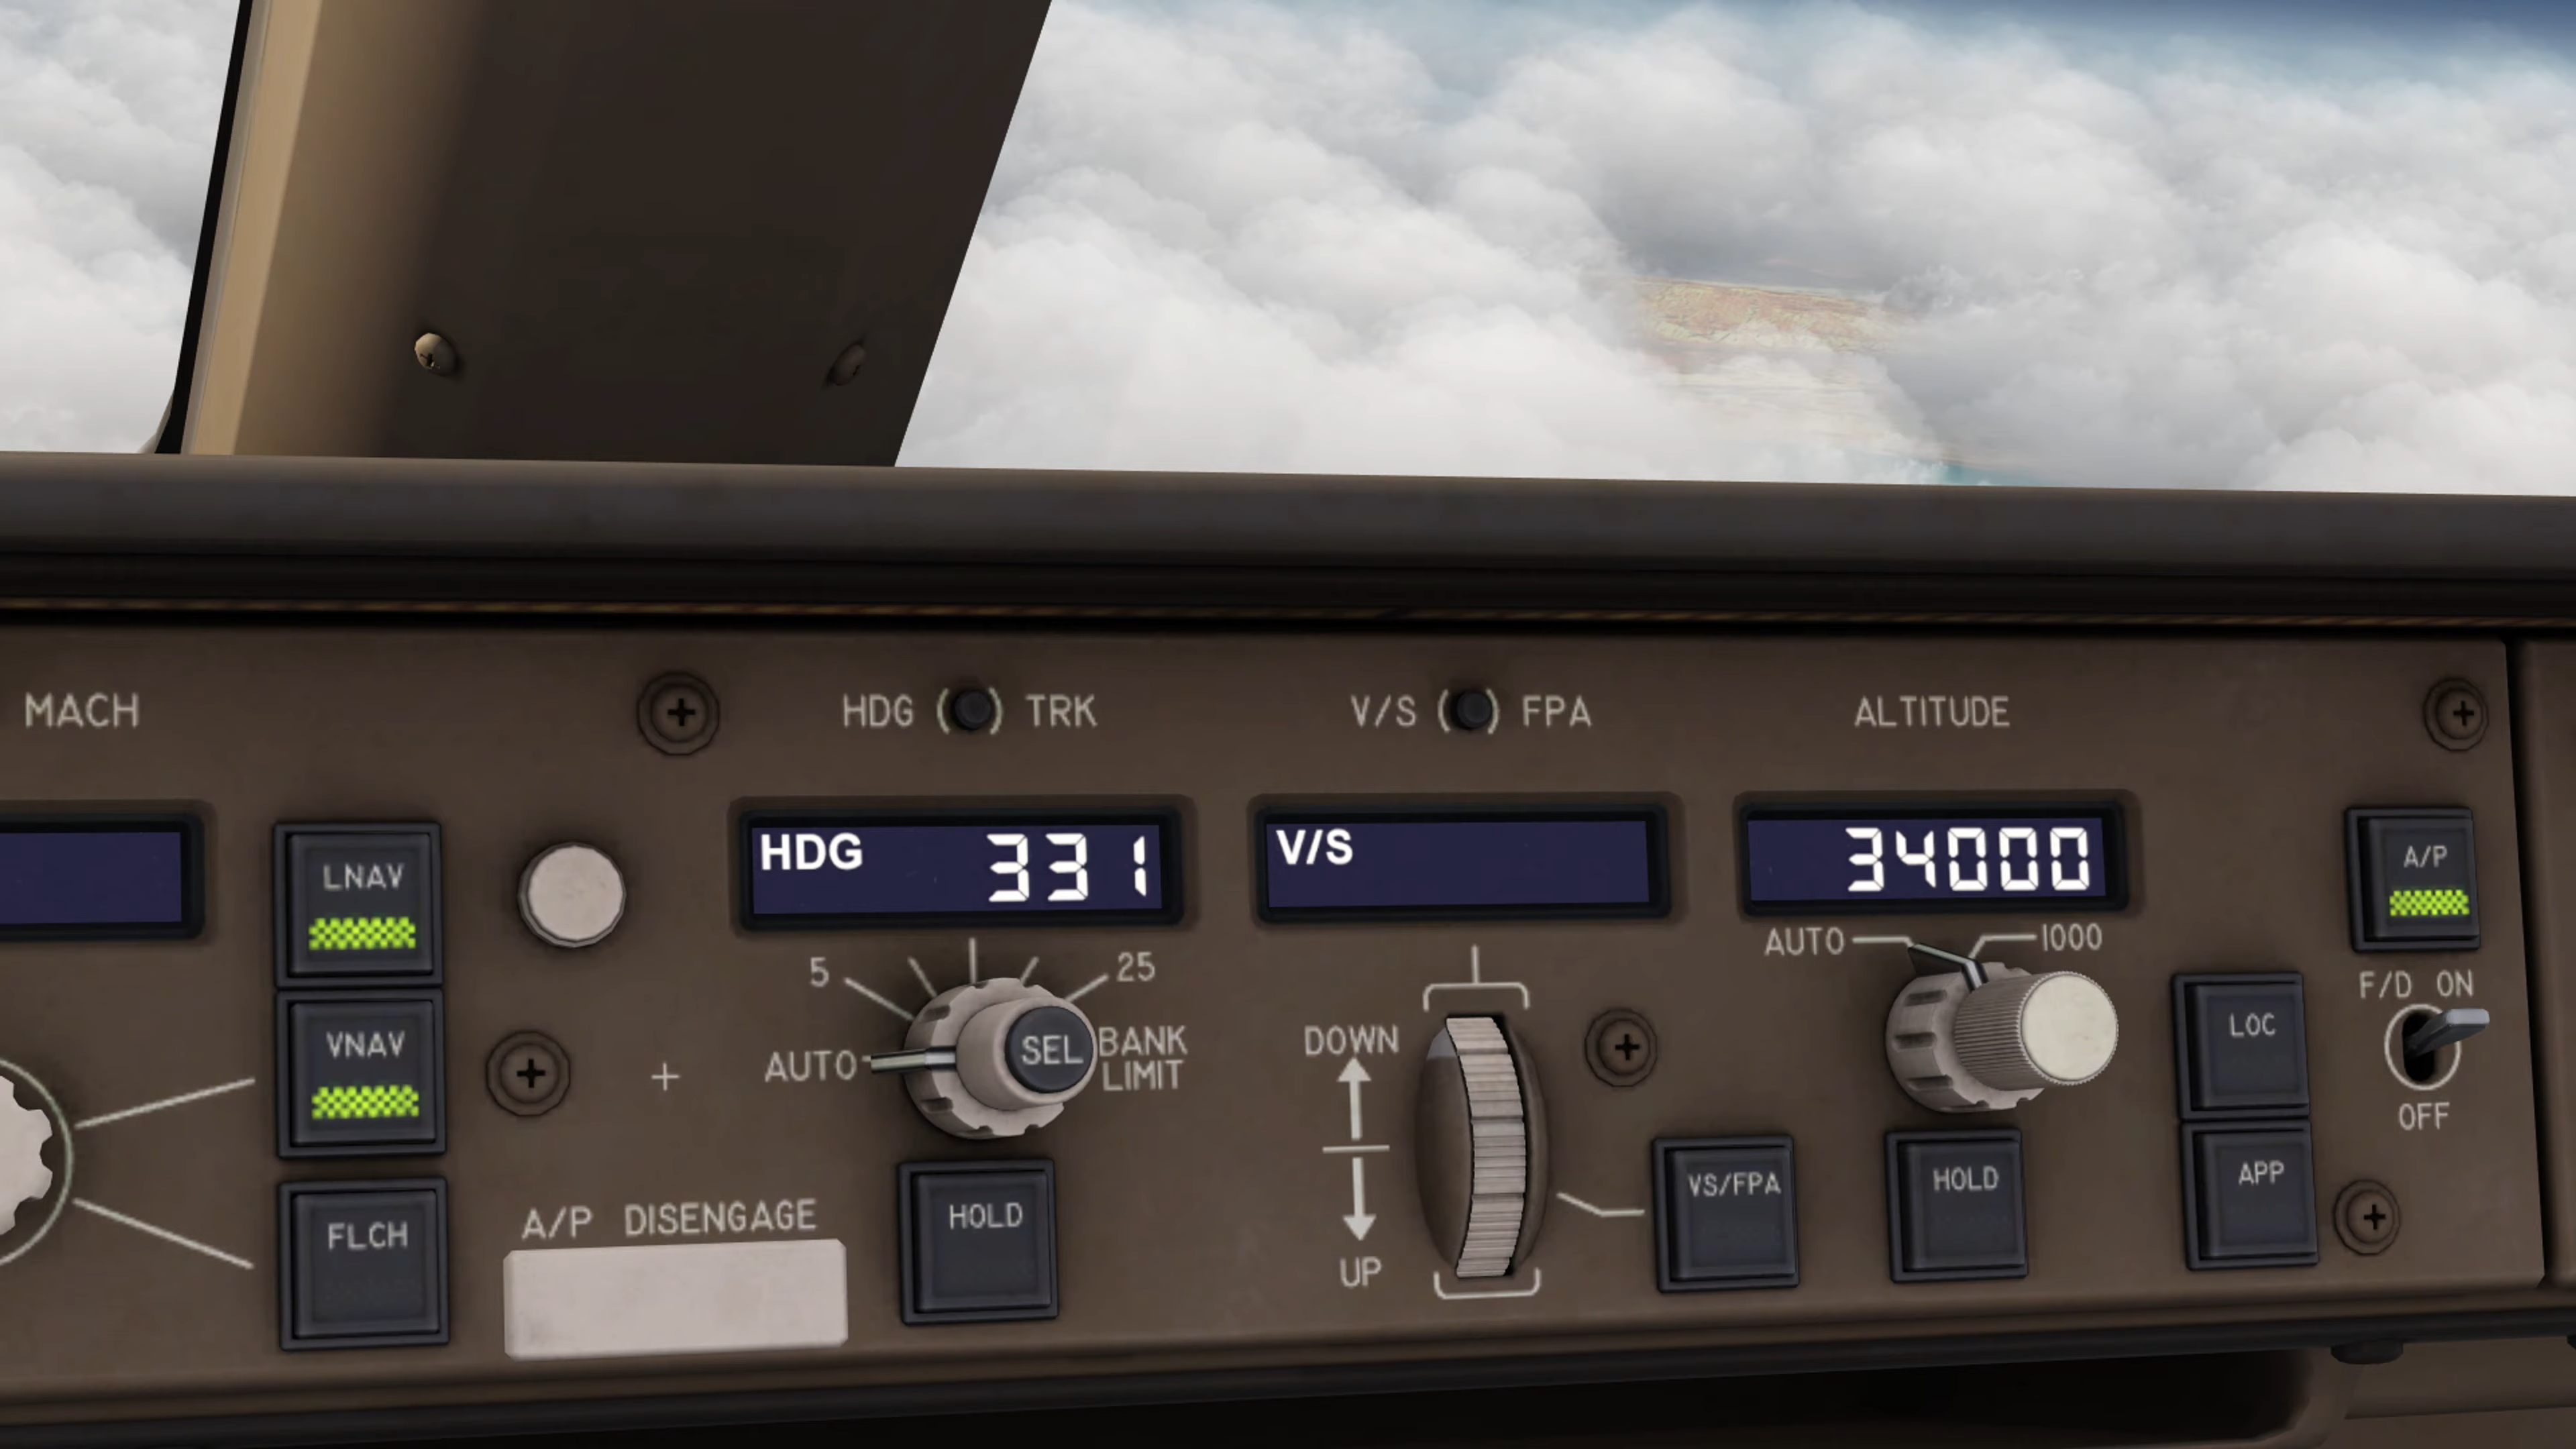 MACH
HDG ( ) TRK
V/S ( ) FPA
ALTITUDE
LNAV
HDG 331
V/S
34000
A/P
5
25
AUTO
1000
VNAV
AUTO
SEL
BANK
LIMIT
DOWN
UP
LOC
F/D ON
OFF
FLCH
A/P DISENGAGE
HOLD
VS/FPA
HOLD
APP